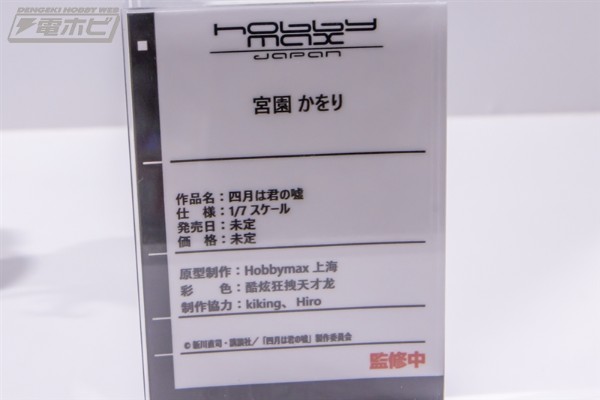 DENGEKI HOBBY WEB
電ホビ
hobby
max
JAPAN
宮園 かをり
作品名：四月は君の嘘
仕　様：1/7 スケール
発売日：未定
価　格：未定
原型制作：Hobbymax 上海
彩　　色：酷炫狂拽天才龙
制作協力：kiking、Hiro
© 新川直司・講談社/「四月は君の嘘」製作委員会
監修中